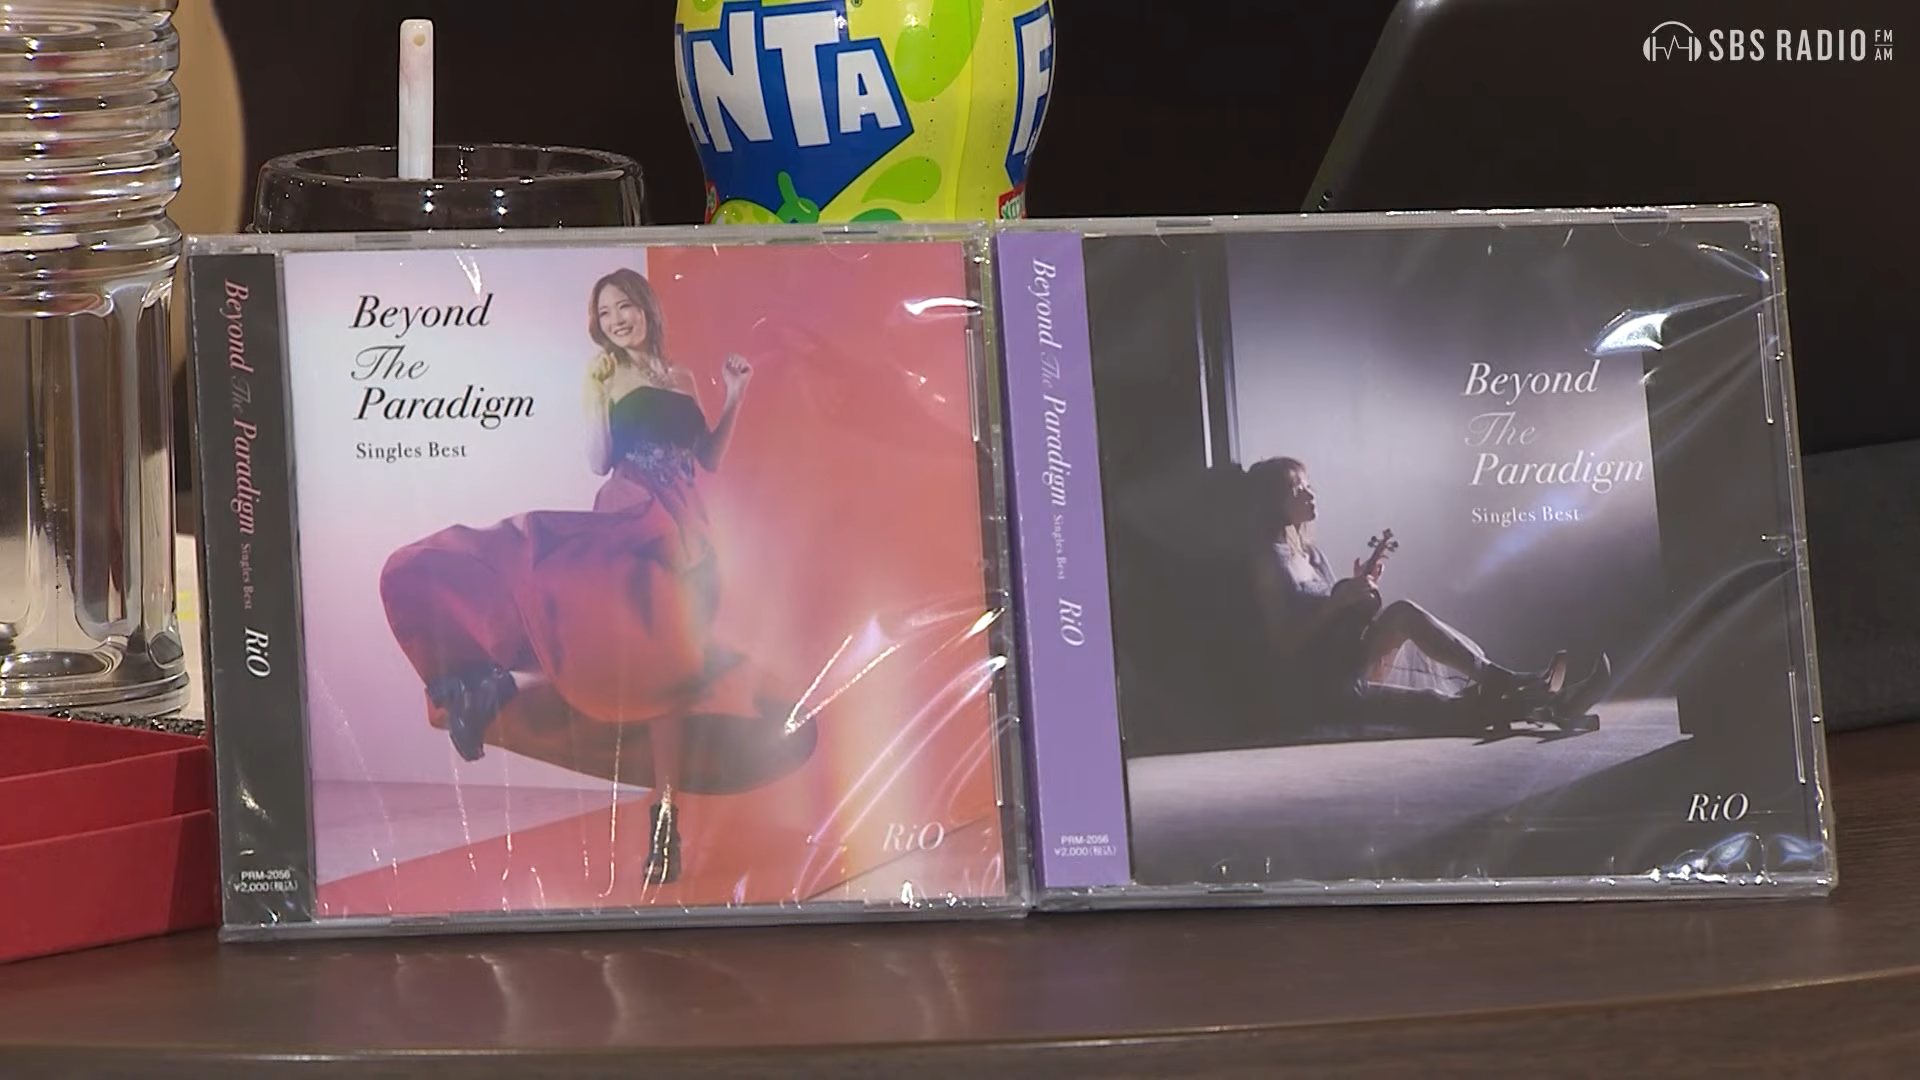 SBS RADIO FM AM
ANTA
F
Beyond The Paradigm Singles Best RiO
PRM-2056
¥2,000(税込)
Beyond
The
Paradigm
Singles Best
RiO
Beyond The Paradigm Singles Best RiO
PRM-2056
¥2,000(税込)
Beyond
The
Paradigm
Singles Best
RiO